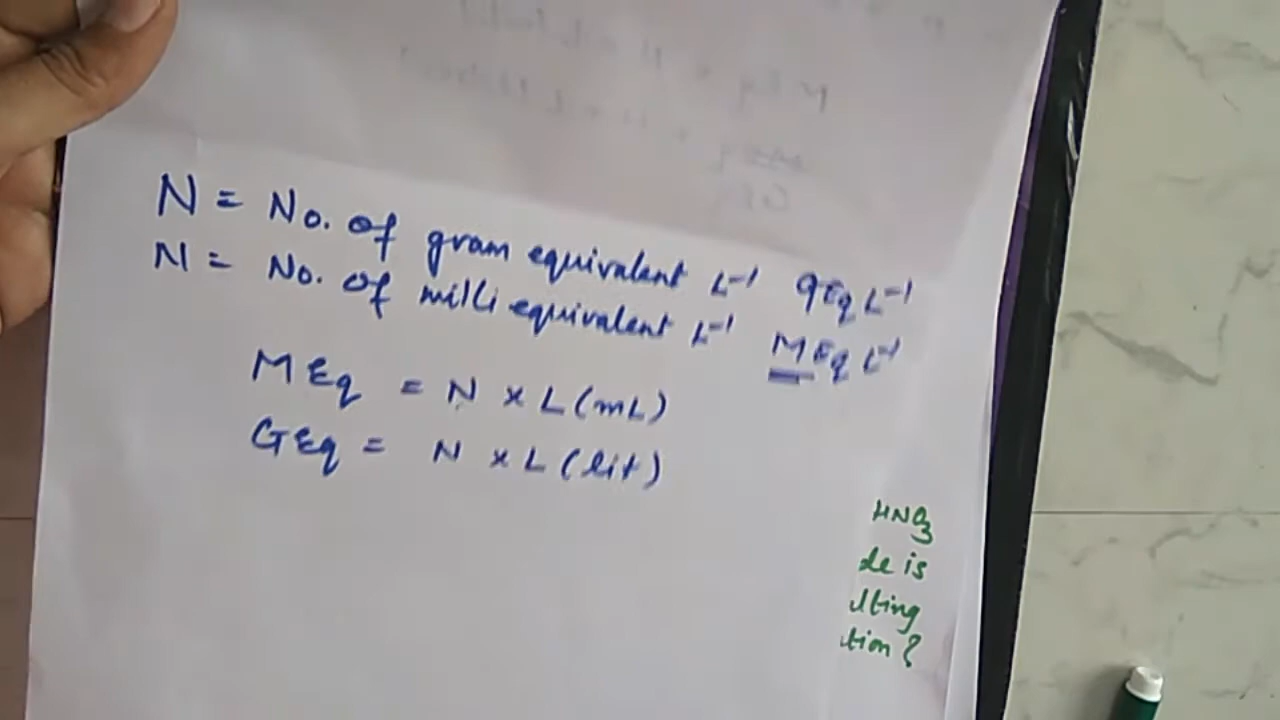 N = No. of gram equivalent L⁻¹ gEq L⁻¹
N = No. of milli equivalent L⁻¹ MEq L⁻¹
MEq = N × L (mL)
GEq = N × L (lit)
HNO₃
de is
lting
tion ?